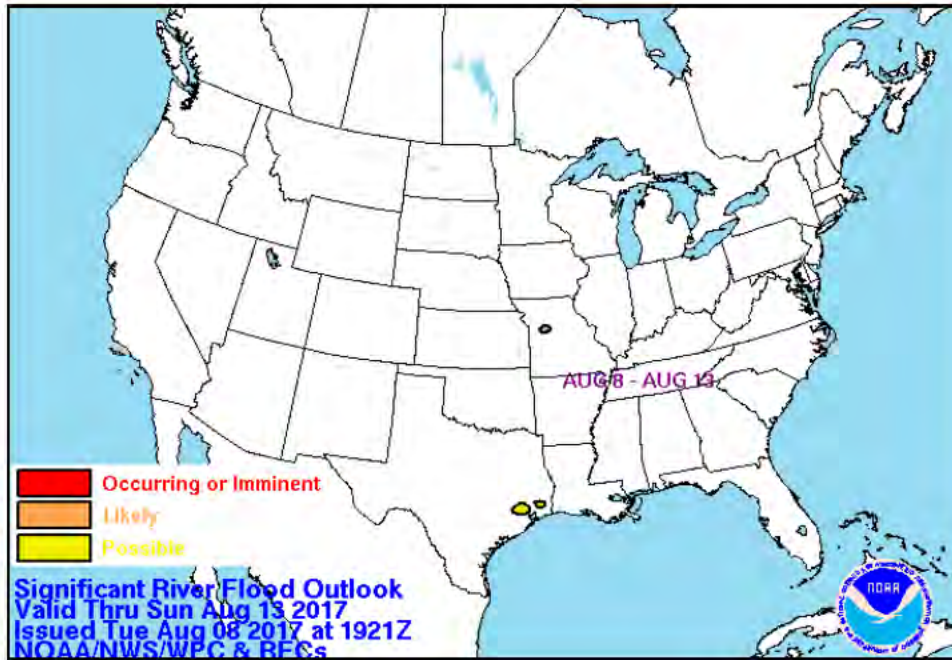 AUG 8 - AUG 13
Occurring or Imminent
Likely
Possible
Significant River Flood Outlook
Valid Thru Sun Aug 13 2017
Issued Tue Aug 08 2017 at 1921Z
NOAA/NWS/WPC & RFCs
NOAA